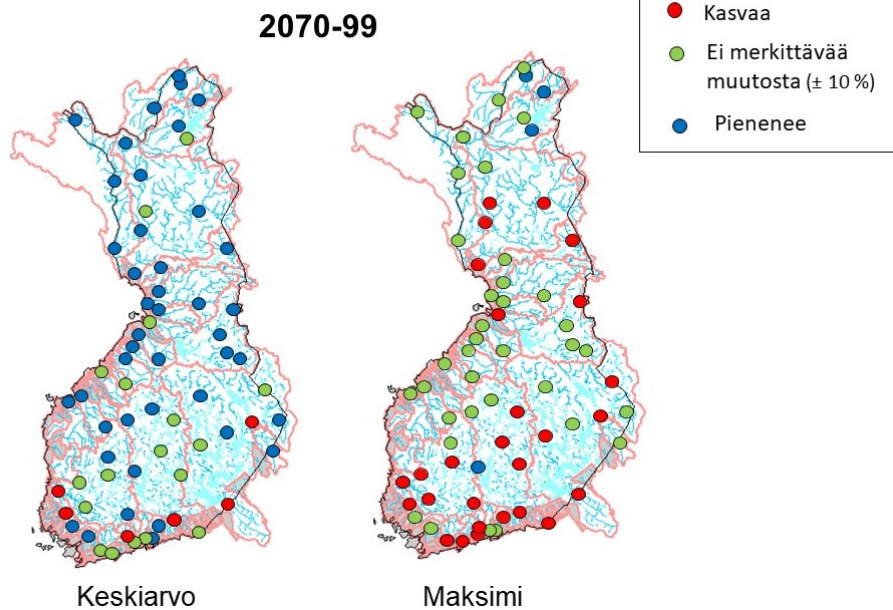 2070-99
Kasvaa
Ei merkittävää
muutosta (± 10 %)
Pienenee
Keskiarvo
Maksimi